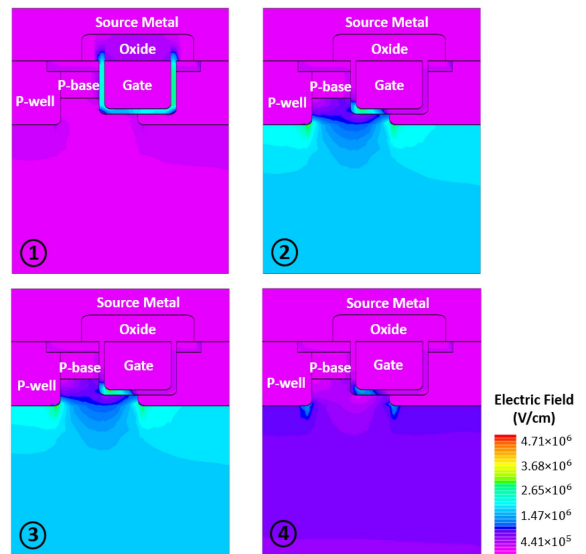 Source Metal
Oxide
P-base
Gate
P-well
①
Source Metal
Oxide
P-base
Gate
P-well
②
Source Metal
Oxide
P-base
Gate
P-well
③
Source Metal
Oxide
P-base
Gate
P-well
④
Electric Field
(V/cm)
4.71×10⁶
3.68×10⁶
2.65×10⁶
1.47×10⁶
4.41×10⁵